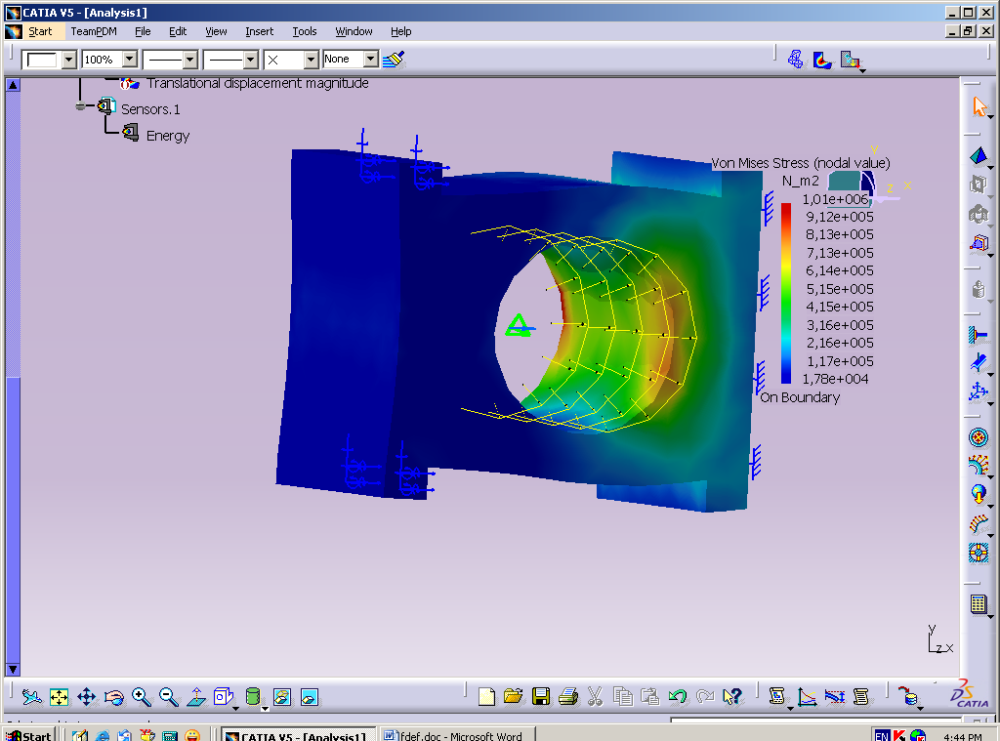 CATIA V5 - [Analysis1]
Start TeamPDM File Edit View Insert Tools Window Help
100% None
Translational displacement magnitude
Sensors.1
Energy
Von Mises Stress (nodal value)
N_m2
1,01e+006
9,12e+005
8,13e+005
7,13e+005
6,14e+005
5,15e+005
4,15e+005
3,16e+005
2,16e+005
1,17e+005
1,78e+004
On Boundary
y
z x
y
z x
CATIA
Start CATIA V5 - [Analysis1] fdef.doc - Microsoft Word EN 4:44 PM